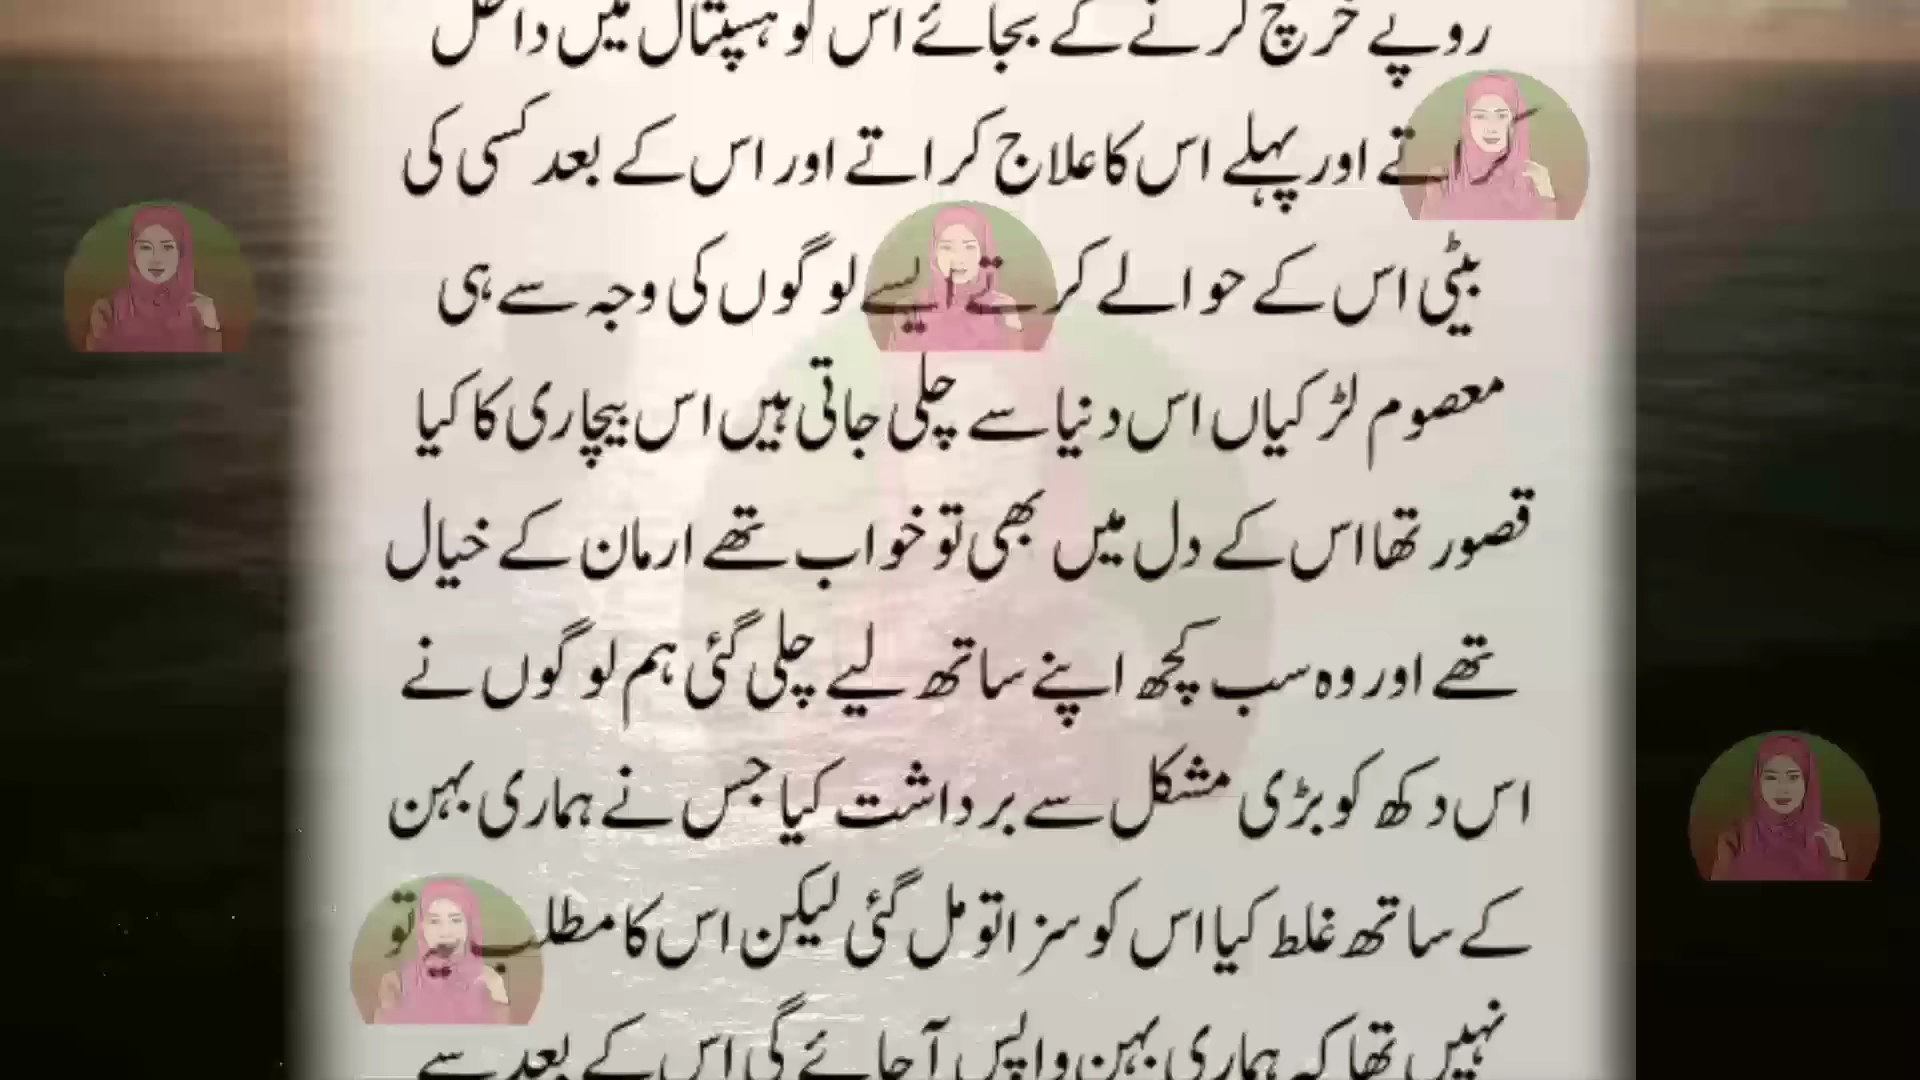 روپے خرچ کرنے کے بجائے اس کو ہسپتال میں داخل
کراتے اور پہلے اس کا علاج کراتے اور اس کے بعد کسی کی
بیٹی اس کے حوالے کرتے ایسے لوگوں کی وجہ سے ہی
معصوم لڑکیاں اس دنیا سے چلی جاتی ہیں اس بیچاری کا کیا
قصور تھا اس کے دل میں بھی تو خواب تھے ارمان کے خیال
تھے اور وہ سب کچھ اپنے ساتھ لیے چلی گئی ہم لوگوں نے
اس دکھ کو بڑی مشکل سے برداشت کیا جس نے ہماری بہن
کے ساتھ غلط کیا اس کو سزا تو مل گئی لیکن اس کا مطلب یہ تو
نہیں تھا کہ ہماری بہن واپس آجائے گی اس کے بعد سے